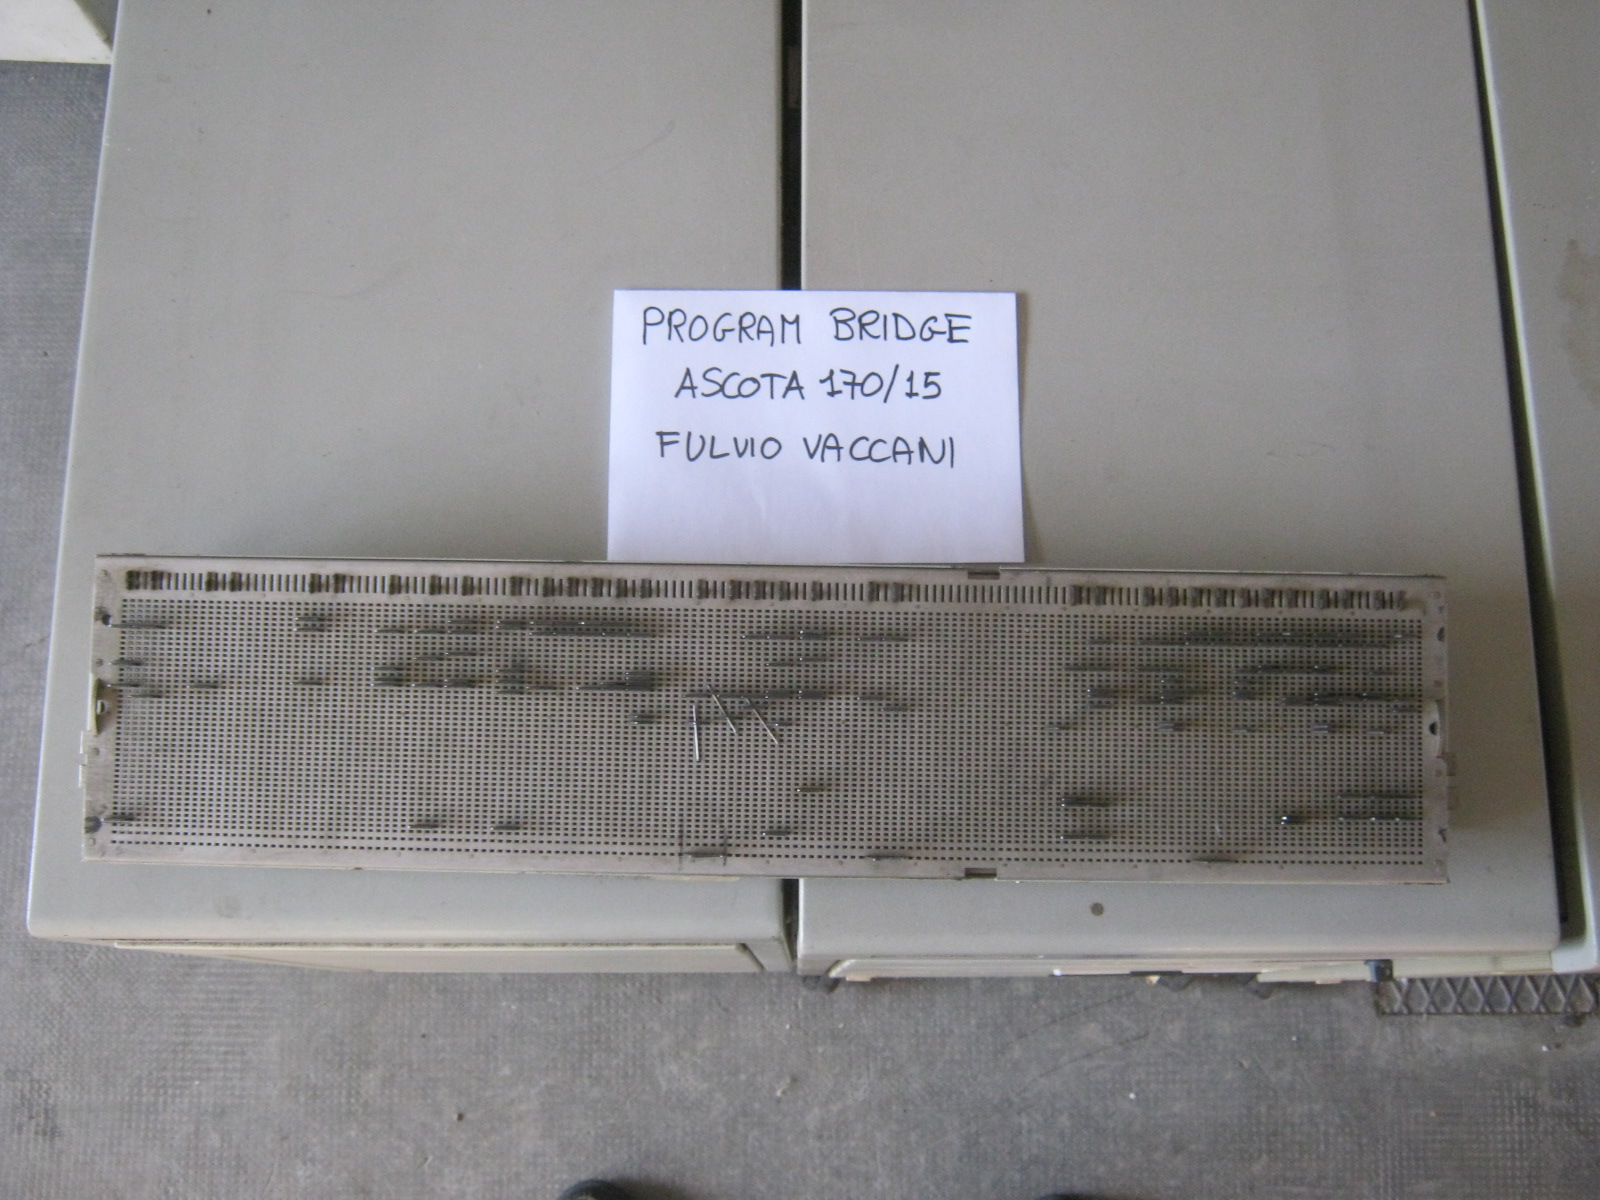 PROGRAM BRIDGE
ASCOTA 170/15
FULVIO VACCANI